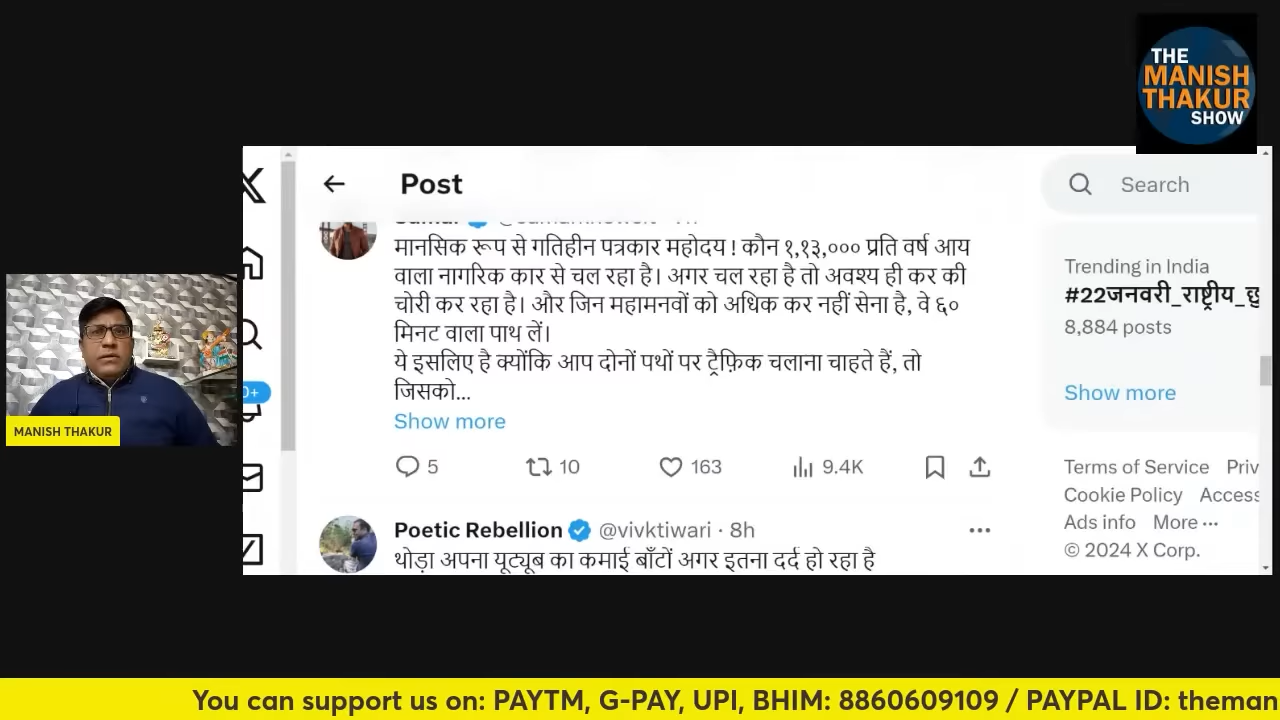 THE
MANISH
THAKUR
SHOW
Post
Search
मानसिक रूप से गतिहीन पत्रकार महोदय ! कौन १,१३,००० प्रति वर्ष आय
वाला नागरिक कार से चल रहा है। अगर चल रहा है तो अवश्य ही कर की
चोरी कर रहा है। और जिन महामनवों को अधिक कर नहीं सेना है, वे ६०
मिनट वाला पाथ लें।
ये इसलिए है क्योंकि आप दोनों पथों पर ट्रैफ़िक चलाना चाहते हैं, तो
जिसको...
Show more
5 10 163 9.4K
Poetic Rebellion @vivktiwari · 8h
थोड़ा अपना यूट्यूब का कमाई बाँटों अगर इतना दर्द हो रहा है
Trending in India
#22जनवरी_राष्ट्रीय_छु
8,884 posts
Show more
Terms of Service Priv
Cookie Policy Access
Ads info More ···
© 2024 X Corp.
MANISH THAKUR
You can support us on: PAYTM, G-PAY, UPI, BHIM: 8860609109 / PAYPAL ID: theman